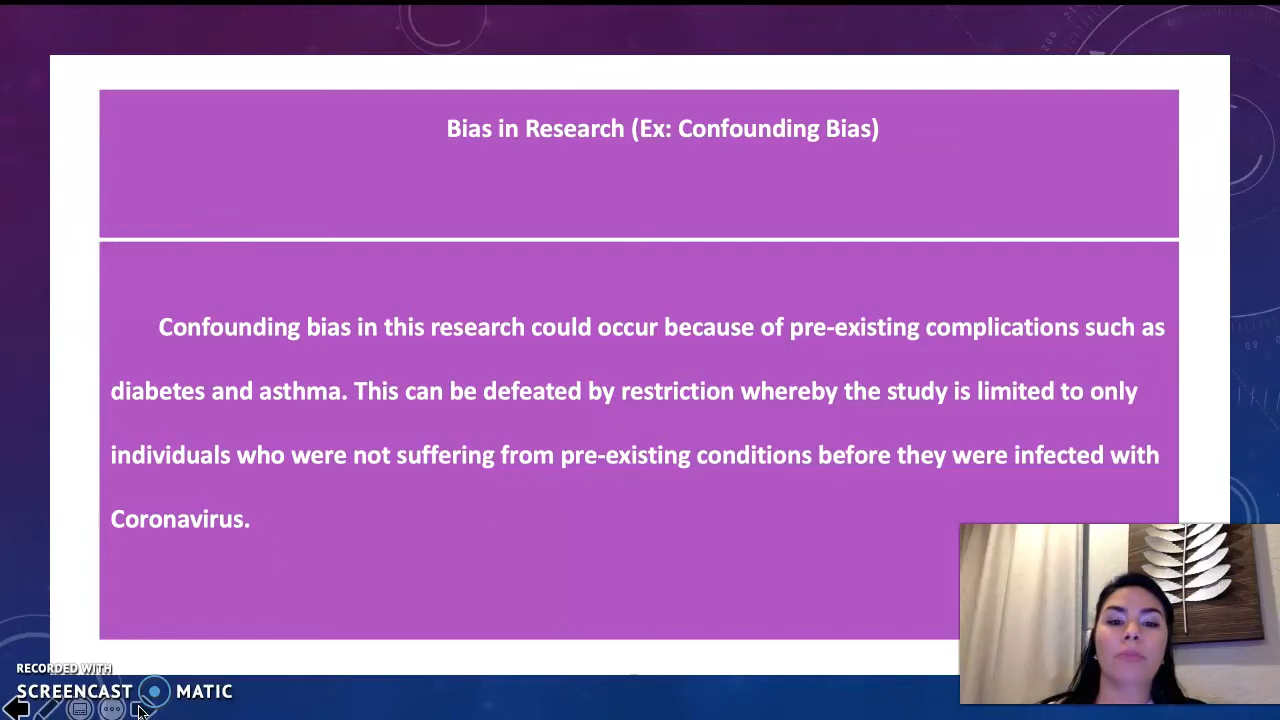 Bias in Research (Ex: Confounding Bias)
Confounding bias in this research could occur because of pre-existing complications such as
diabetes and asthma. This can be defeated by restriction whereby the study is limited to only
individuals who were not suffering from pre-existing conditions before they were infected with
Coronavirus.
RECORDED WITH
SCREENCAST MATIC